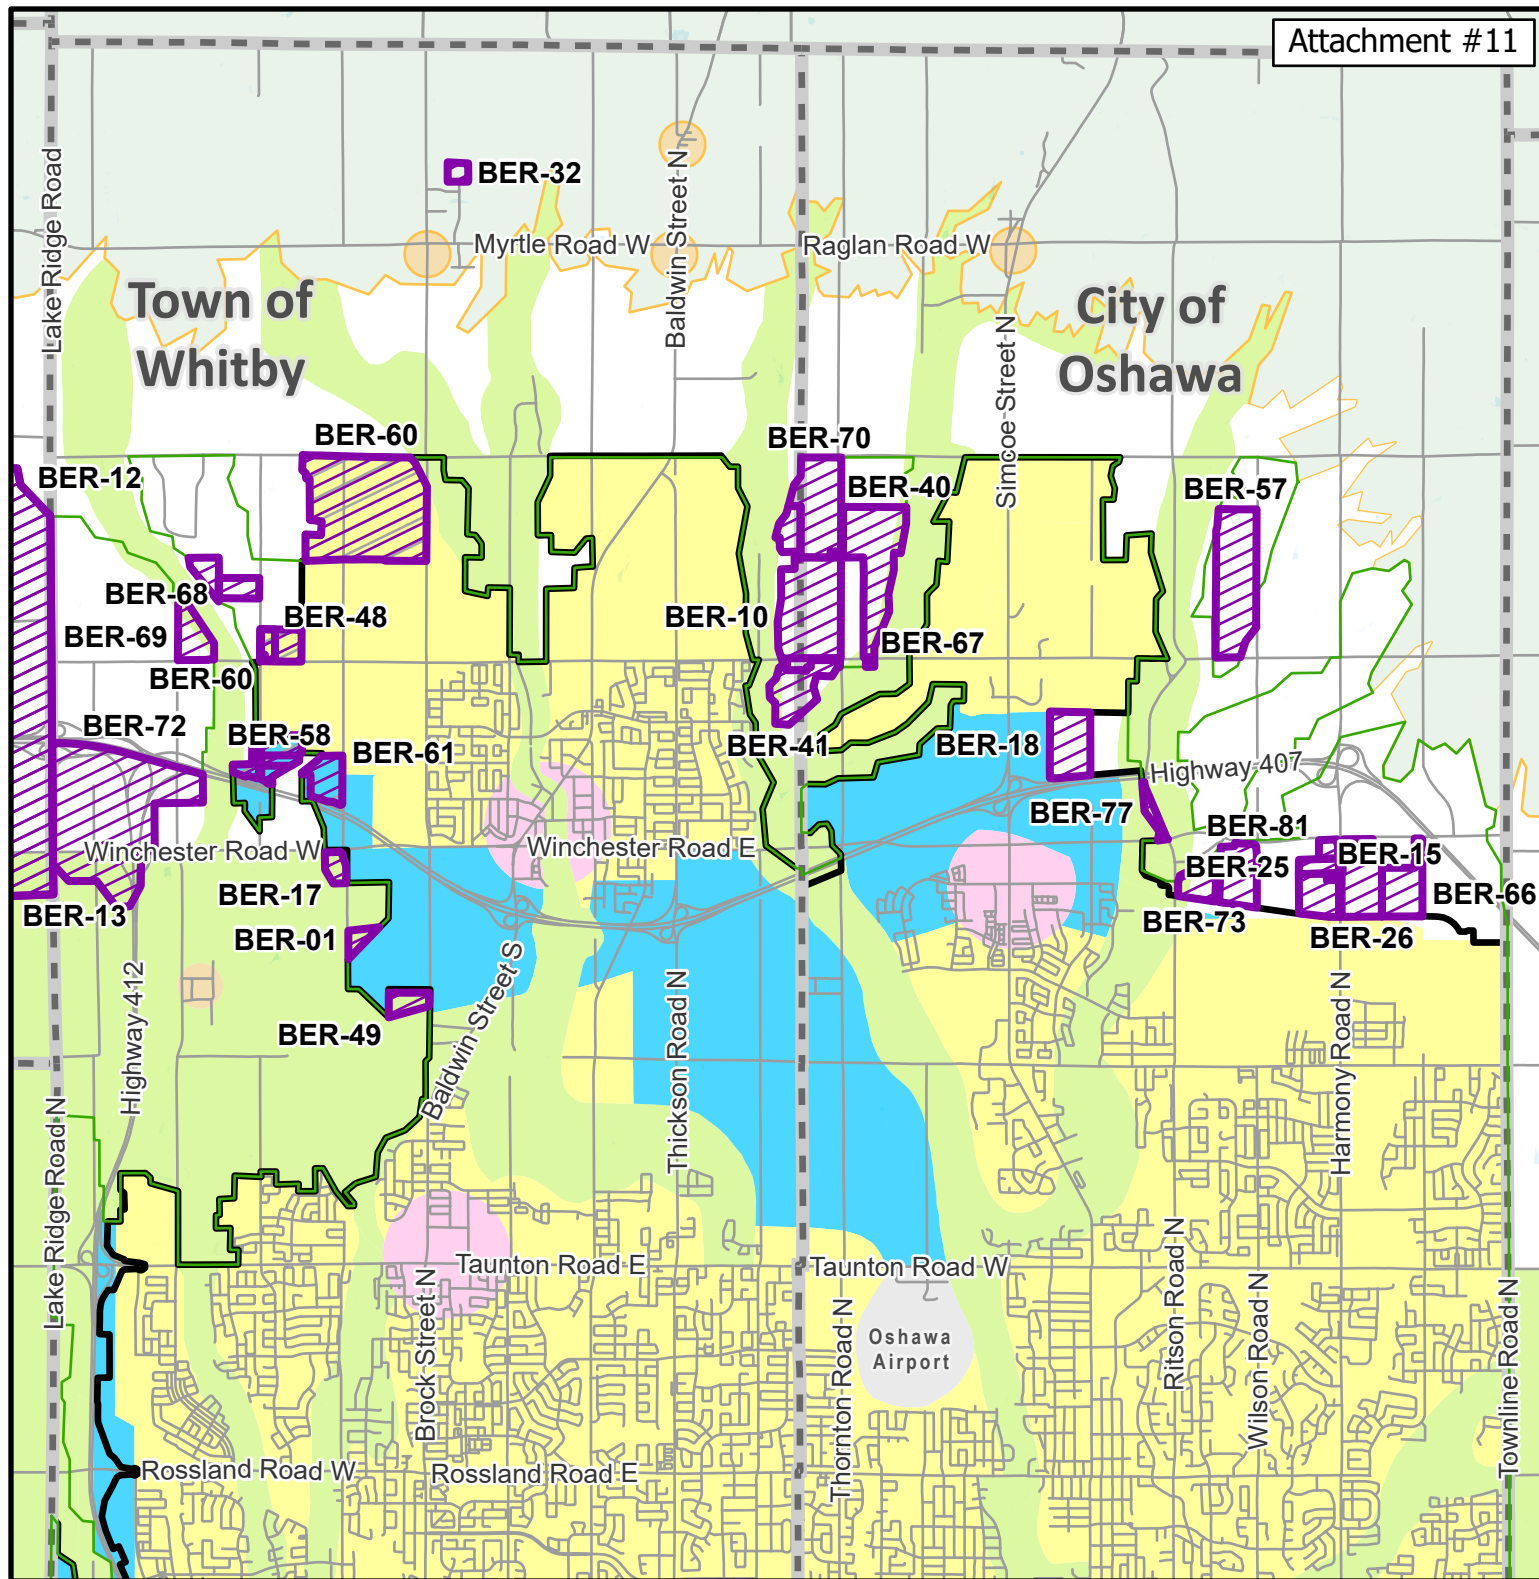 Attachment #11
Lake Ridge Road
Baldwin Street N
BER-32
Myrtle Road W
Raglan Road W
Town of
Whitby
City of
Oshawa
Simcoe Street N
BER-60
BER-70
BER-12
BER-40
BER-57
BER-68
BER-48
BER-10
BER-69
BER-67
BER-60
BER-72
BER-58
BER-61
BER-41
BER-18
Highway 407
BER-77
BER-81
Winchester Road W
Winchester Road E
BER-25
BER-15
BER-17
BER-66
BER-13
BER-73
BER-01
BER-26
Highway 412
Baldwin Street S
Thickson Road N
Harmony Road N
BER-49
Lake Ridge Road N
Taunton Road E
Taunton Road W
Brock Street N
Thornton Road N
Oshawa
Airport
Ritson Road N
Wilson Road N
Townline Road N
Rossland Road W
Rossland Road E